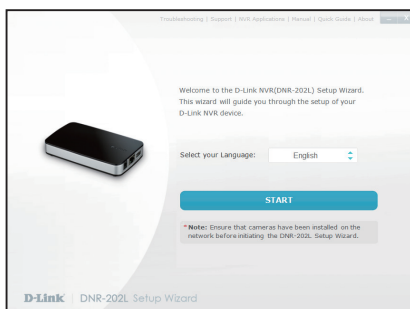 Troubleshooting | Support | NVR Applications | Manual | Quick Guide | About
Welcome to the D-Link NVR(DNR-202L) Setup Wizard.
This wizard will guide you through the setup of your
D-Link NVR device.
Select your Language: English
START
*Note: Ensure that cameras have been installed on the
network before initiating the DNR-202L Setup Wizard.
D-Link | DNR-202L Setup Wizard